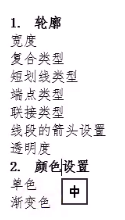 1. 轮廓
宽度
复合类型
短划线类型
端点类型
联接类型
线段的箭头设置
透明度
2. 颜色设置
单色
渐变色
中